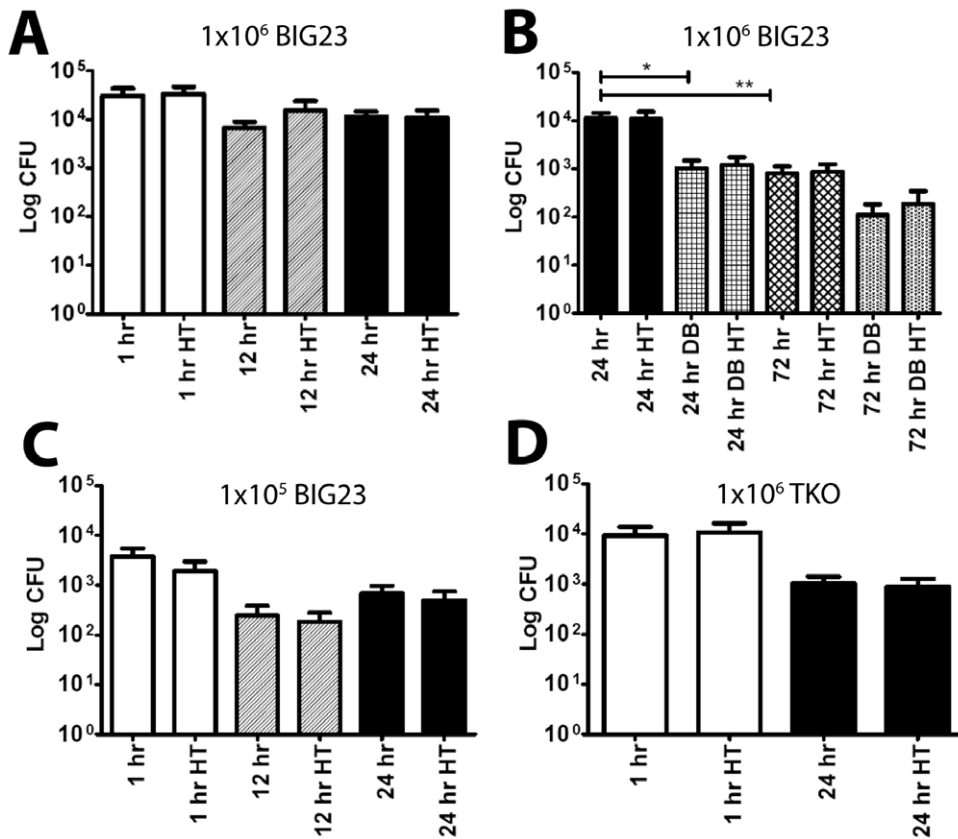 A
1x10⁶ BIG23
Log CFU
10⁵
10⁴
10³
10²
10¹
10⁰
1 hr
1 hr HT
12 hr
12 hr HT
24 hr
24 hr HT
B
1x10⁶ BIG23
Log CFU
10⁵
10⁴
10³
10²
10¹
10⁰
*
**
24 hr
24 hr HT
24 hr DB
24 hr DB HT
72 hr
72 hr HT
72 hr DB
72 hr DB HT
C
1x10⁵ BIG23
Log CFU
10⁵
10⁴
10³
10²
10¹
10⁰
1 hr
1 hr HT
12 hr
12 hr HT
24 hr
24 hr HT
D
1x10⁶ TKO
Log CFU
10⁵
10⁴
10³
10²
10¹
10⁰
1 hr
1 hr HT
24 hr
24 hr HT